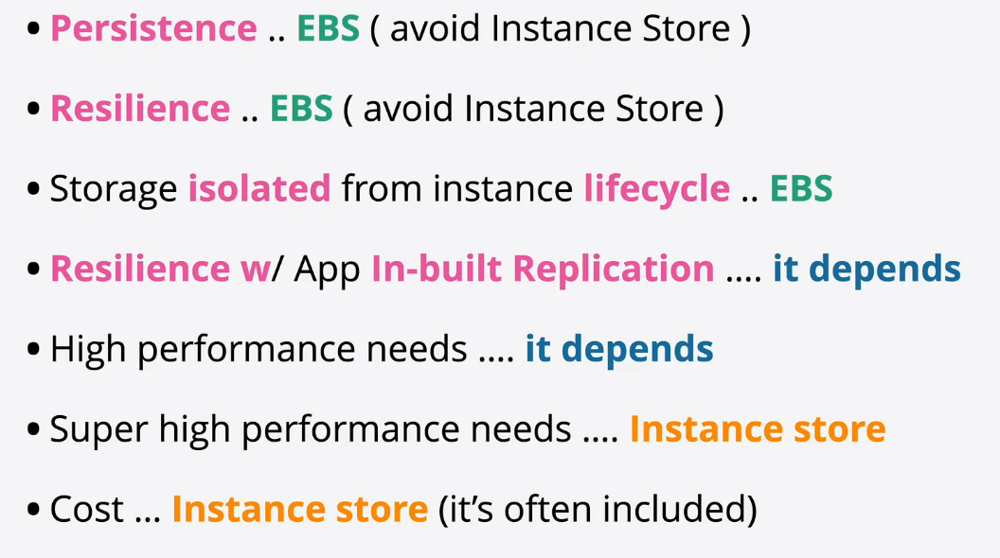 • Persistence .. EBS ( avoid Instance Store )
• Resilience .. EBS ( avoid Instance Store )
• Storage isolated from instance lifecycle .. EBS
• Resilience w/ App In-built Replication .... it depends
• High performance needs .... it depends
• Super high performance needs .... Instance store
• Cost ... Instance store (it’s often included)